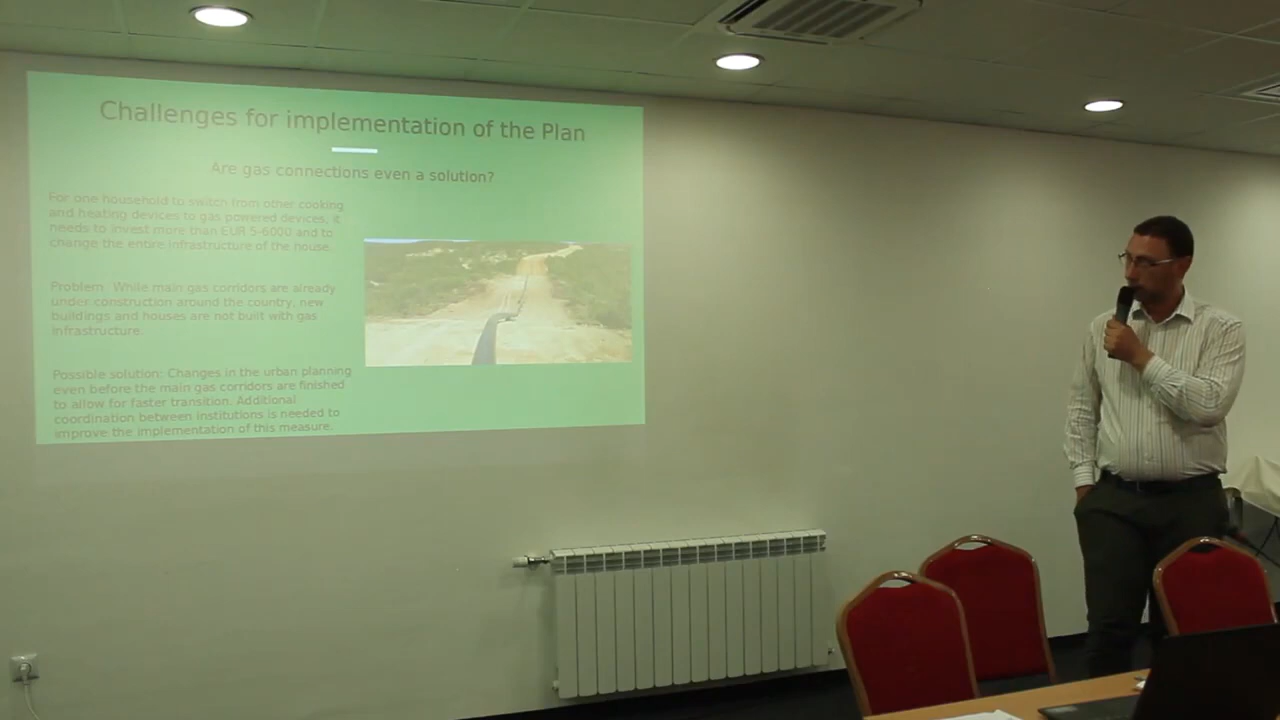 Challenges for implementation of the Plan
Are gas connections even a solution?
For one household to switch from other cooking
and heating devices to gas powered devices, it
needs to invest more than EUR 5-6000 and to
change the entire infrastructure of the house.
Problem: While main gas corridors are already
under construction around the country, new
buildings and houses are not built with gas
infrastructure.
Possible solution: Changes in the urban planning
even before the main gas corridors are finished
to allow for faster transition. Additional
coordination between institutions is needed to
improve the implementation of this measure.